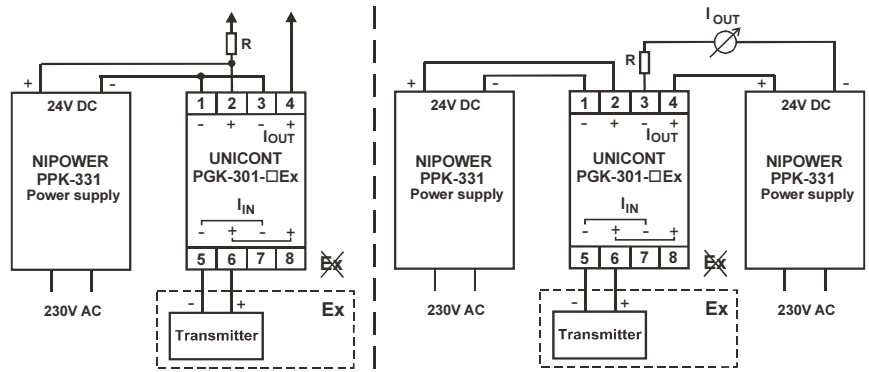 R
+ -
24V DC
NIPOWER
PPK-331
Power supply
230V AC
1 2 3 4
- + - +
IOUT
UNICONT
PGK-301-□Ex
IIN
- + - +
5 6 7 8
Ex
- +
Ex
Transmitter
IOUT
R
+ -
24V DC
NIPOWER
PPK-331
Power supply
230V AC
1 2 3 4
- + - +
IOUT
UNICONT
PGK-301-□Ex
IIN
- + - +
5 6 7 8
Ex
- +
Ex
Transmitter
+ -
24V DC
NIPOWER
PPK-331
Power supply
230V AC